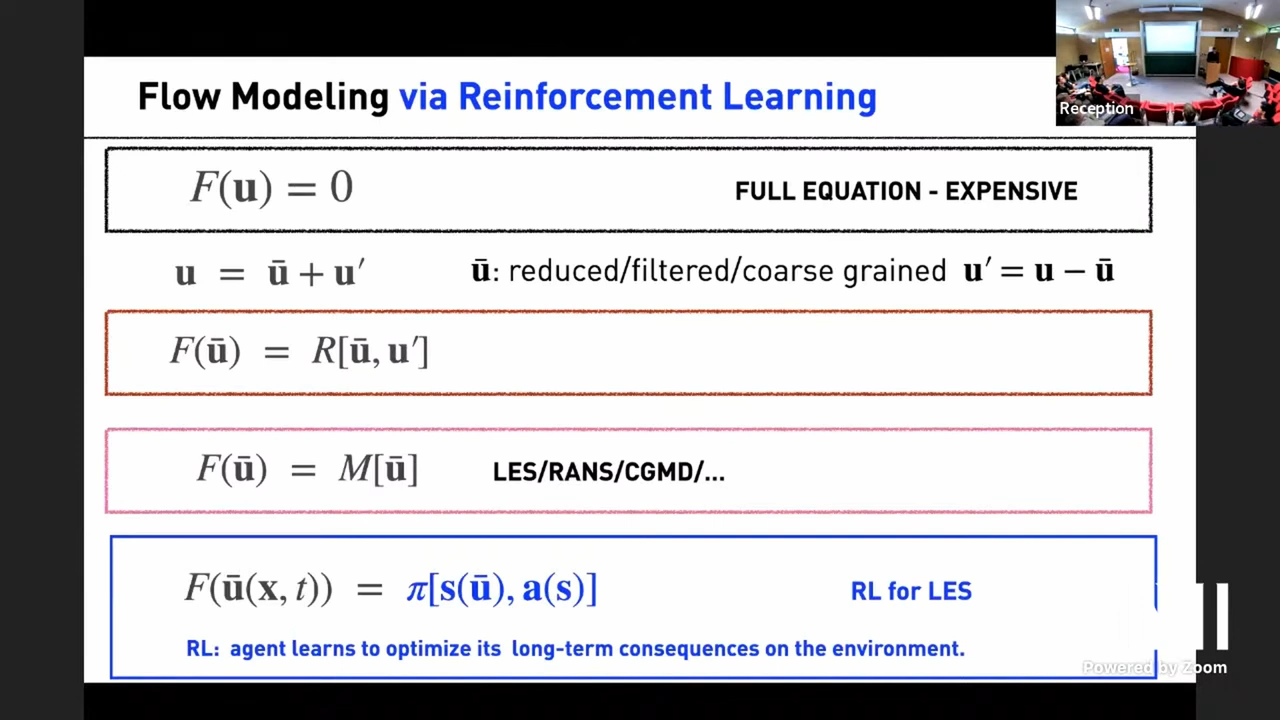 Flow Modeling via Reinforcement Learning
Reception
F(u) = 0 FULL EQUATION - EXPENSIVE
u = ū + u′ ū: reduced/filtered/coarse grained u′ = u − ū
F(ū) = R[ū, u′]
F(ū) = M[ū] LES/RANS/CGMD/...
F(ū(x, t)) = π[s(ū), a(s)] RL for LES
RL: agent learns to optimize its long-term consequences on the environment.
Powered by Zoom